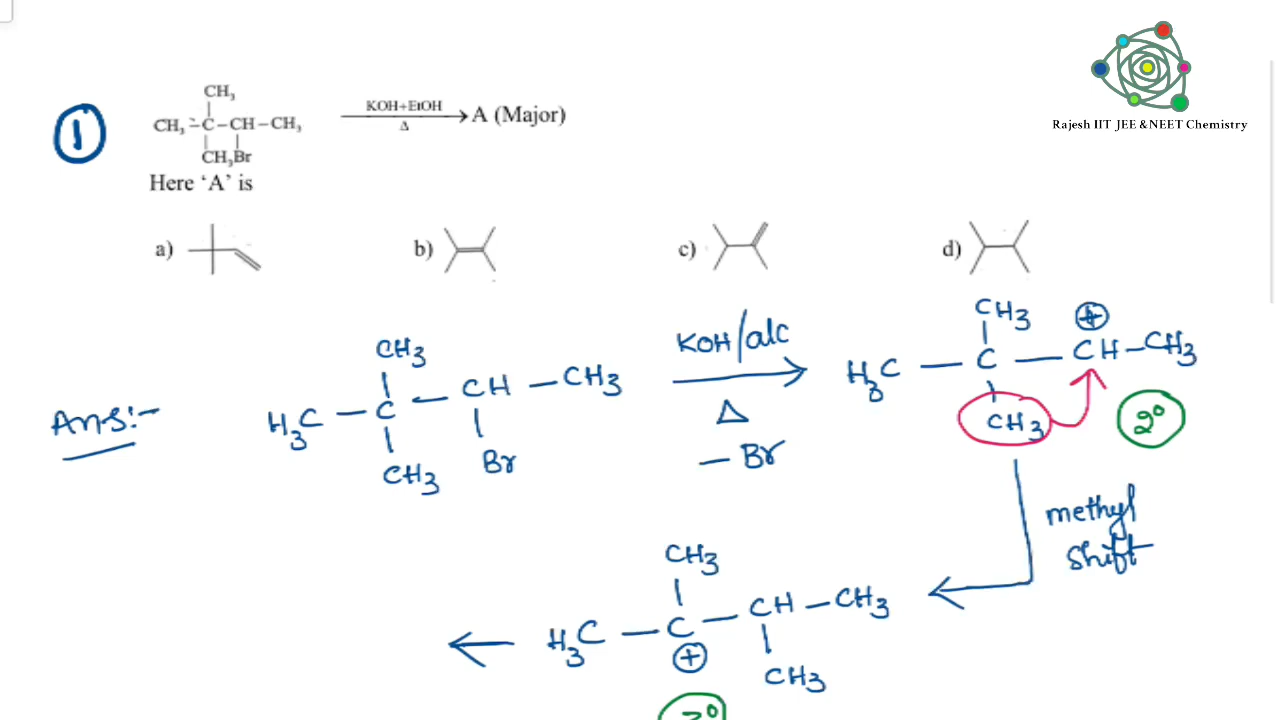 Rajesh IIT JEE & NEET Chemistry
1
CH₃
CH₃–C–CH–CH₃
CH₃Br
KOH+EtOH
Δ
A (Major)
Here ‘A’ is
a) b) c) d)
Ans:-
CH3
H3C – C – CH – CH3
CH3 Br
KOH/alc
Δ
– Br
CH3 +
H3C – C – CH – CH3
CH3
2°
methyl
shift
CH3
H3C – C – CH – CH3
+
CH3
3°